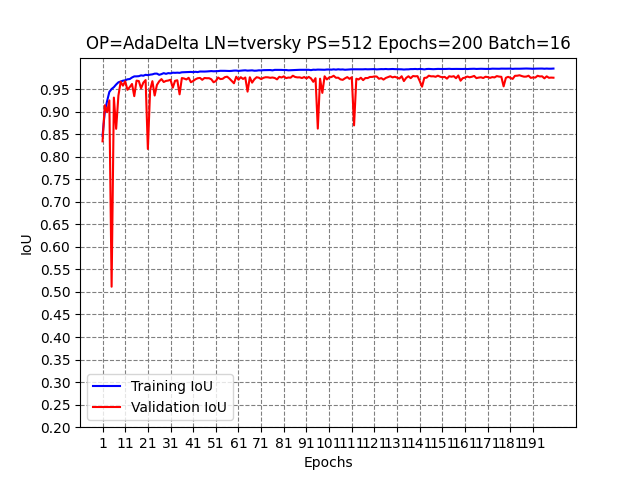 OP=AdaDelta LN=tversky PS=512 Epochs=200 Batch=16
0.95
0.90
0.85
0.80
0.75
0.70
0.65
0.60
0.55
0.50
0.45
0.40
0.35
0.30
0.25
0.20
IoU
Training IoU
Validation IoU
1 11 21 31 41 51 61 71 81 91 101 111 121 131 141 151 161 171 181 191
Epochs